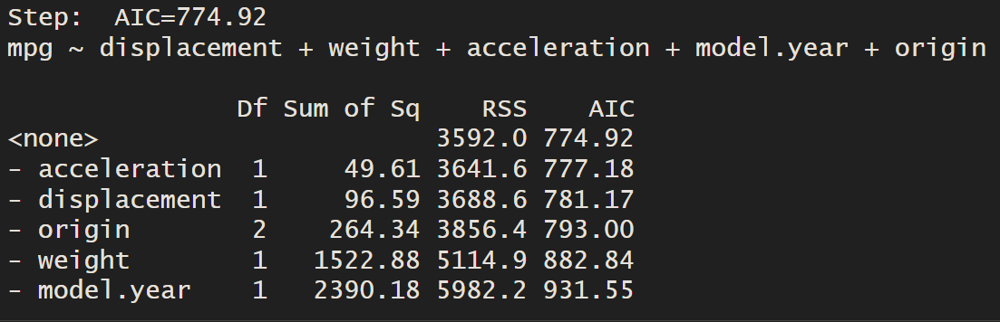 Step:  AIC=774.92
mpg ~ displacement + weight + acceleration + model.year + origin
               Df Sum of Sq    RSS    AIC
<none>                      3592.0 774.92
- acceleration  1     49.61 3641.6 777.18
- displacement  1     96.59 3688.6 781.17
- origin        2    264.34 3856.4 793.00
- weight        1   1522.88 5114.9 882.84
- model.year    1   2390.18 5982.2 931.55